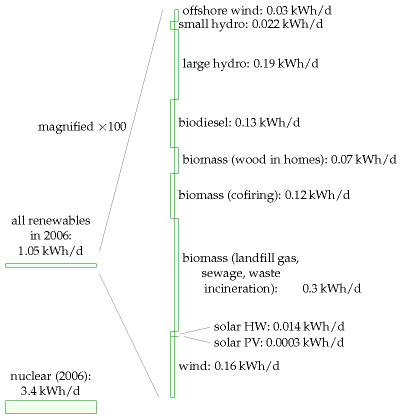 offshore wind: 0.03 kWh/d
small hydro: 0.022 kWh/d
large hydro: 0.19 kWh/d
magnified ×100
biodiesel: 0.13 kWh/d
biomass (wood in homes): 0.07 kWh/d
biomass (cofiring): 0.12 kWh/d
all renewables
in 2006:
1.05 kWh/d
biomass (landfill gas,
sewage, waste
incineration): 0.3 kWh/d
solar HW: 0.014 kWh/d
solar PV: 0.0003 kWh/d
wind: 0.16 kWh/d
nuclear (2006):
3.4 kWh/d